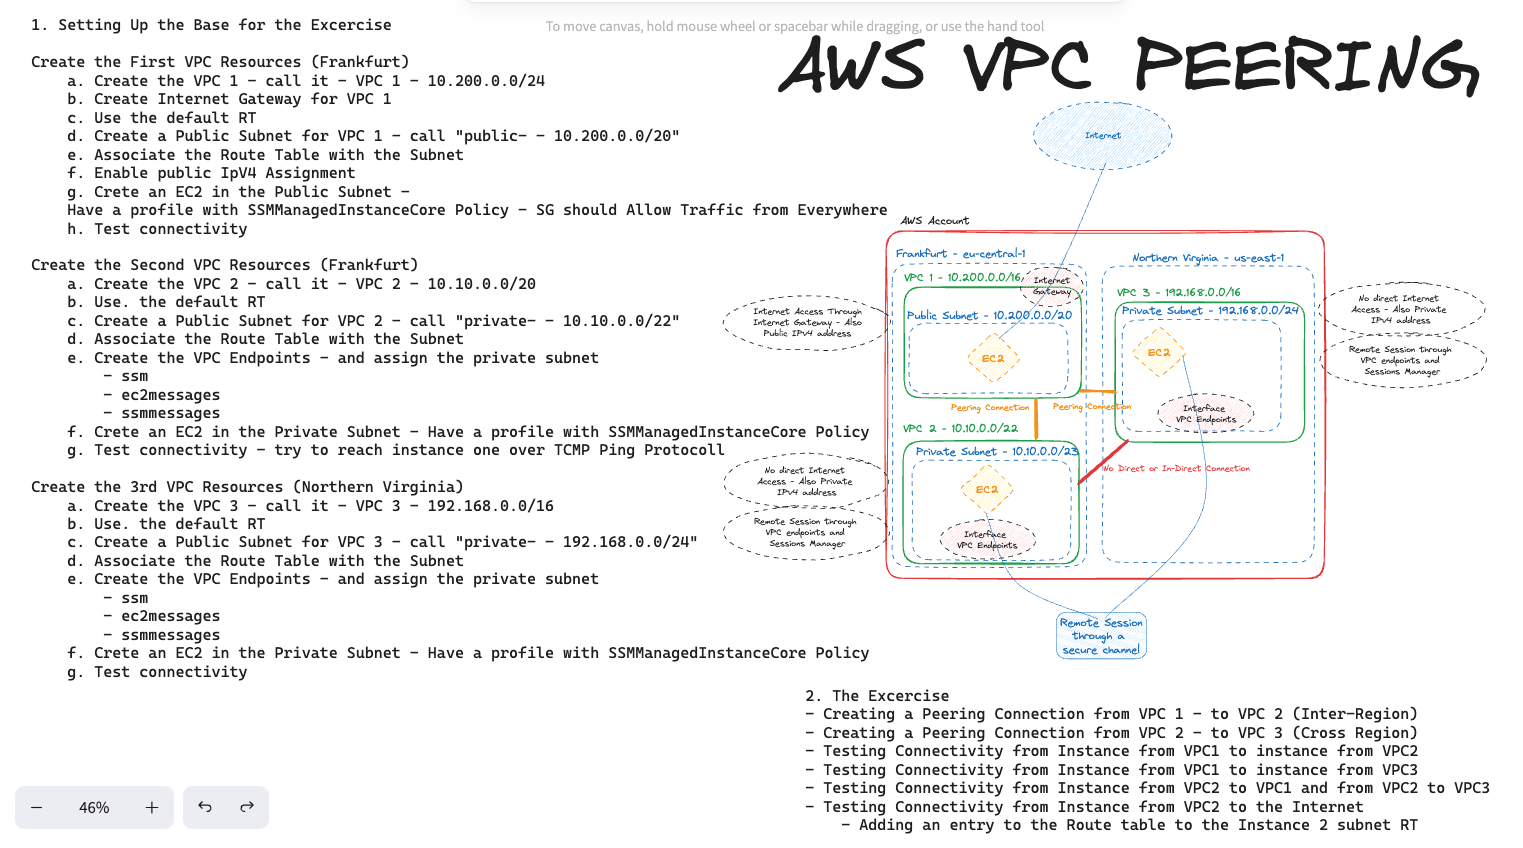 To move canvas, hold mouse wheel or spacebar while dragging, or use the hand tool
1. Setting Up the Base for the Excercise
Create the First VPC Resources (Frankfurt)
a. Create the VPC 1 - call it - VPC 1 - 10.200.0.0/24
b. Create Internet Gateway for VPC 1
c. Use the default RT
d. Create a Public Subnet for VPC 1 - call "public- - 10.200.0.0/20"
e. Associate the Route Table with the Subnet
f. Enable public IpV4 Assignment
g. Crete an EC2 in the Public Subnet -
Have a profile with SSMManagedInstanceCore Policy - SG should Allow Traffic from Everywhere
h. Test connectivity
Create the Second VPC Resources (Frankfurt)
a. Create the VPC 2 - call it - VPC 2 - 10.10.0.0/20
b. Use. the default RT
c. Create a Public Subnet for VPC 2 - call "private- - 10.10.0.0/22"
d. Associate the Route Table with the Subnet
e. Create the VPC Endpoints - and assign the private subnet
- ssm
- ec2messages
- ssmmessages
f. Crete an EC2 in the Private Subnet - Have a profile with SSMManagedInstanceCore Policy
g. Test connectivity - try to reach instance one over TCMP Ping Protocoll
Create the 3rd VPC Resources (Northern Virginia)
a. Create the VPC 3 - call it - VPC 3 - 192.168.0.0/16
b. Use. the default RT
c. Create a Public Subnet for VPC 3 - call "private- - 192.168.0.0/24"
d. Associate the Route Table with the Subnet
e. Create the VPC Endpoints - and assign the private subnet
- ssm
- ec2messages
- ssmmessages
f. Crete an EC2 in the Private Subnet - Have a profile with SSMManagedInstanceCore Policy
g. Test connectivity
AWS VPC PEERING
Internet
AWS Account
Frankfurt - eu-central-1
VPC 1 - 10.200.0.0/16
Internet
Gateway
Public Subnet - 10.200.0.0/20
EC2
Internet Access Through
Internet Gateway - Also
Public IPV4 address
Northern Virginia - us-east-1
VPC 3 - 192.168.0.0/16
Private Subnet - 192.168.0.0/24
EC2
Interface
VPC Endpoints
No direct Internet
Access - Also Private
IPV4 address
Remote Session through
VPC endpoints and
Sessions Manager
Peering Connection
Peering Connection
VPC 2 - 10.10.0.0/22
Private Subnet - 10.10.0.0/23
EC2
Interface
VPC Endpoints
No Direct or In-Direct Connection
No direct Internet
Access - Also Private
IPV4 address
Remote Session through
VPC endpoints and
Sessions Manager
Remote Session
through a
secure channel
2. The Excercise
- Creating a Peering Connection from VPC 1 - to VPC 2 (Inter-Region)
- Creating a Peering Connection from VPC 2 - to VPC 3 (Cross Region)
- Testing Connectivity from Instance from VPC1 to instance from VPC2
- Testing Connectivity from Instance from VPC1 to instance from VPC3
- Testing Connectivity from Instance from VPC2 to VPC1 and from VPC2 to VPC3
- Testing Connectivity from Instance from VPC2 to the Internet
- Adding an entry to the Route table to the Instance 2 subnet RT
46%